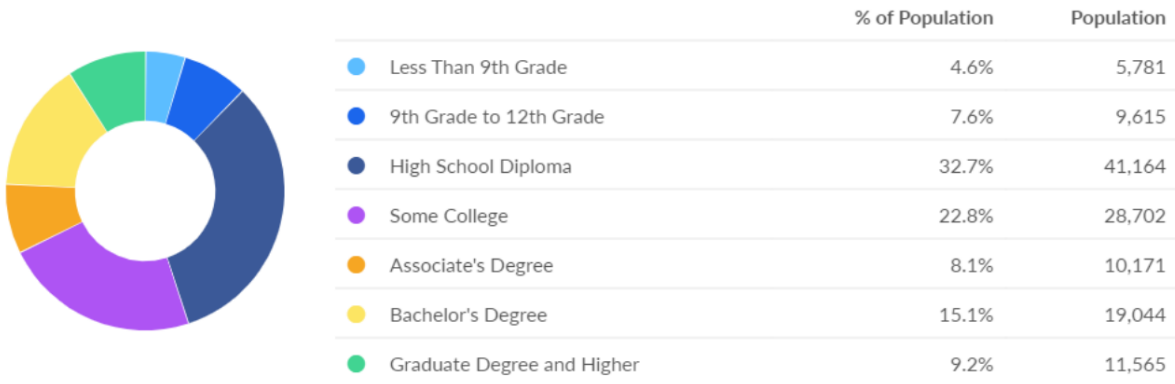 % of Population Population
Less Than 9th Grade 4.6% 5,781
9th Grade to 12th Grade 7.6% 9,615
High School Diploma 32.7% 41,164
Some College 22.8% 28,702
Associate's Degree 8.1% 10,171
Bachelor's Degree 15.1% 19,044
Graduate Degree and Higher 9.2% 11,565